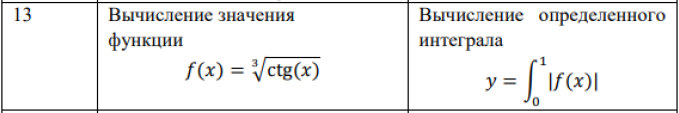 13
Вычисление значения
функции
f(x) = ∛ctg(x)
Вычисление определенного
интеграла
y = ∫₀¹|f(x)|